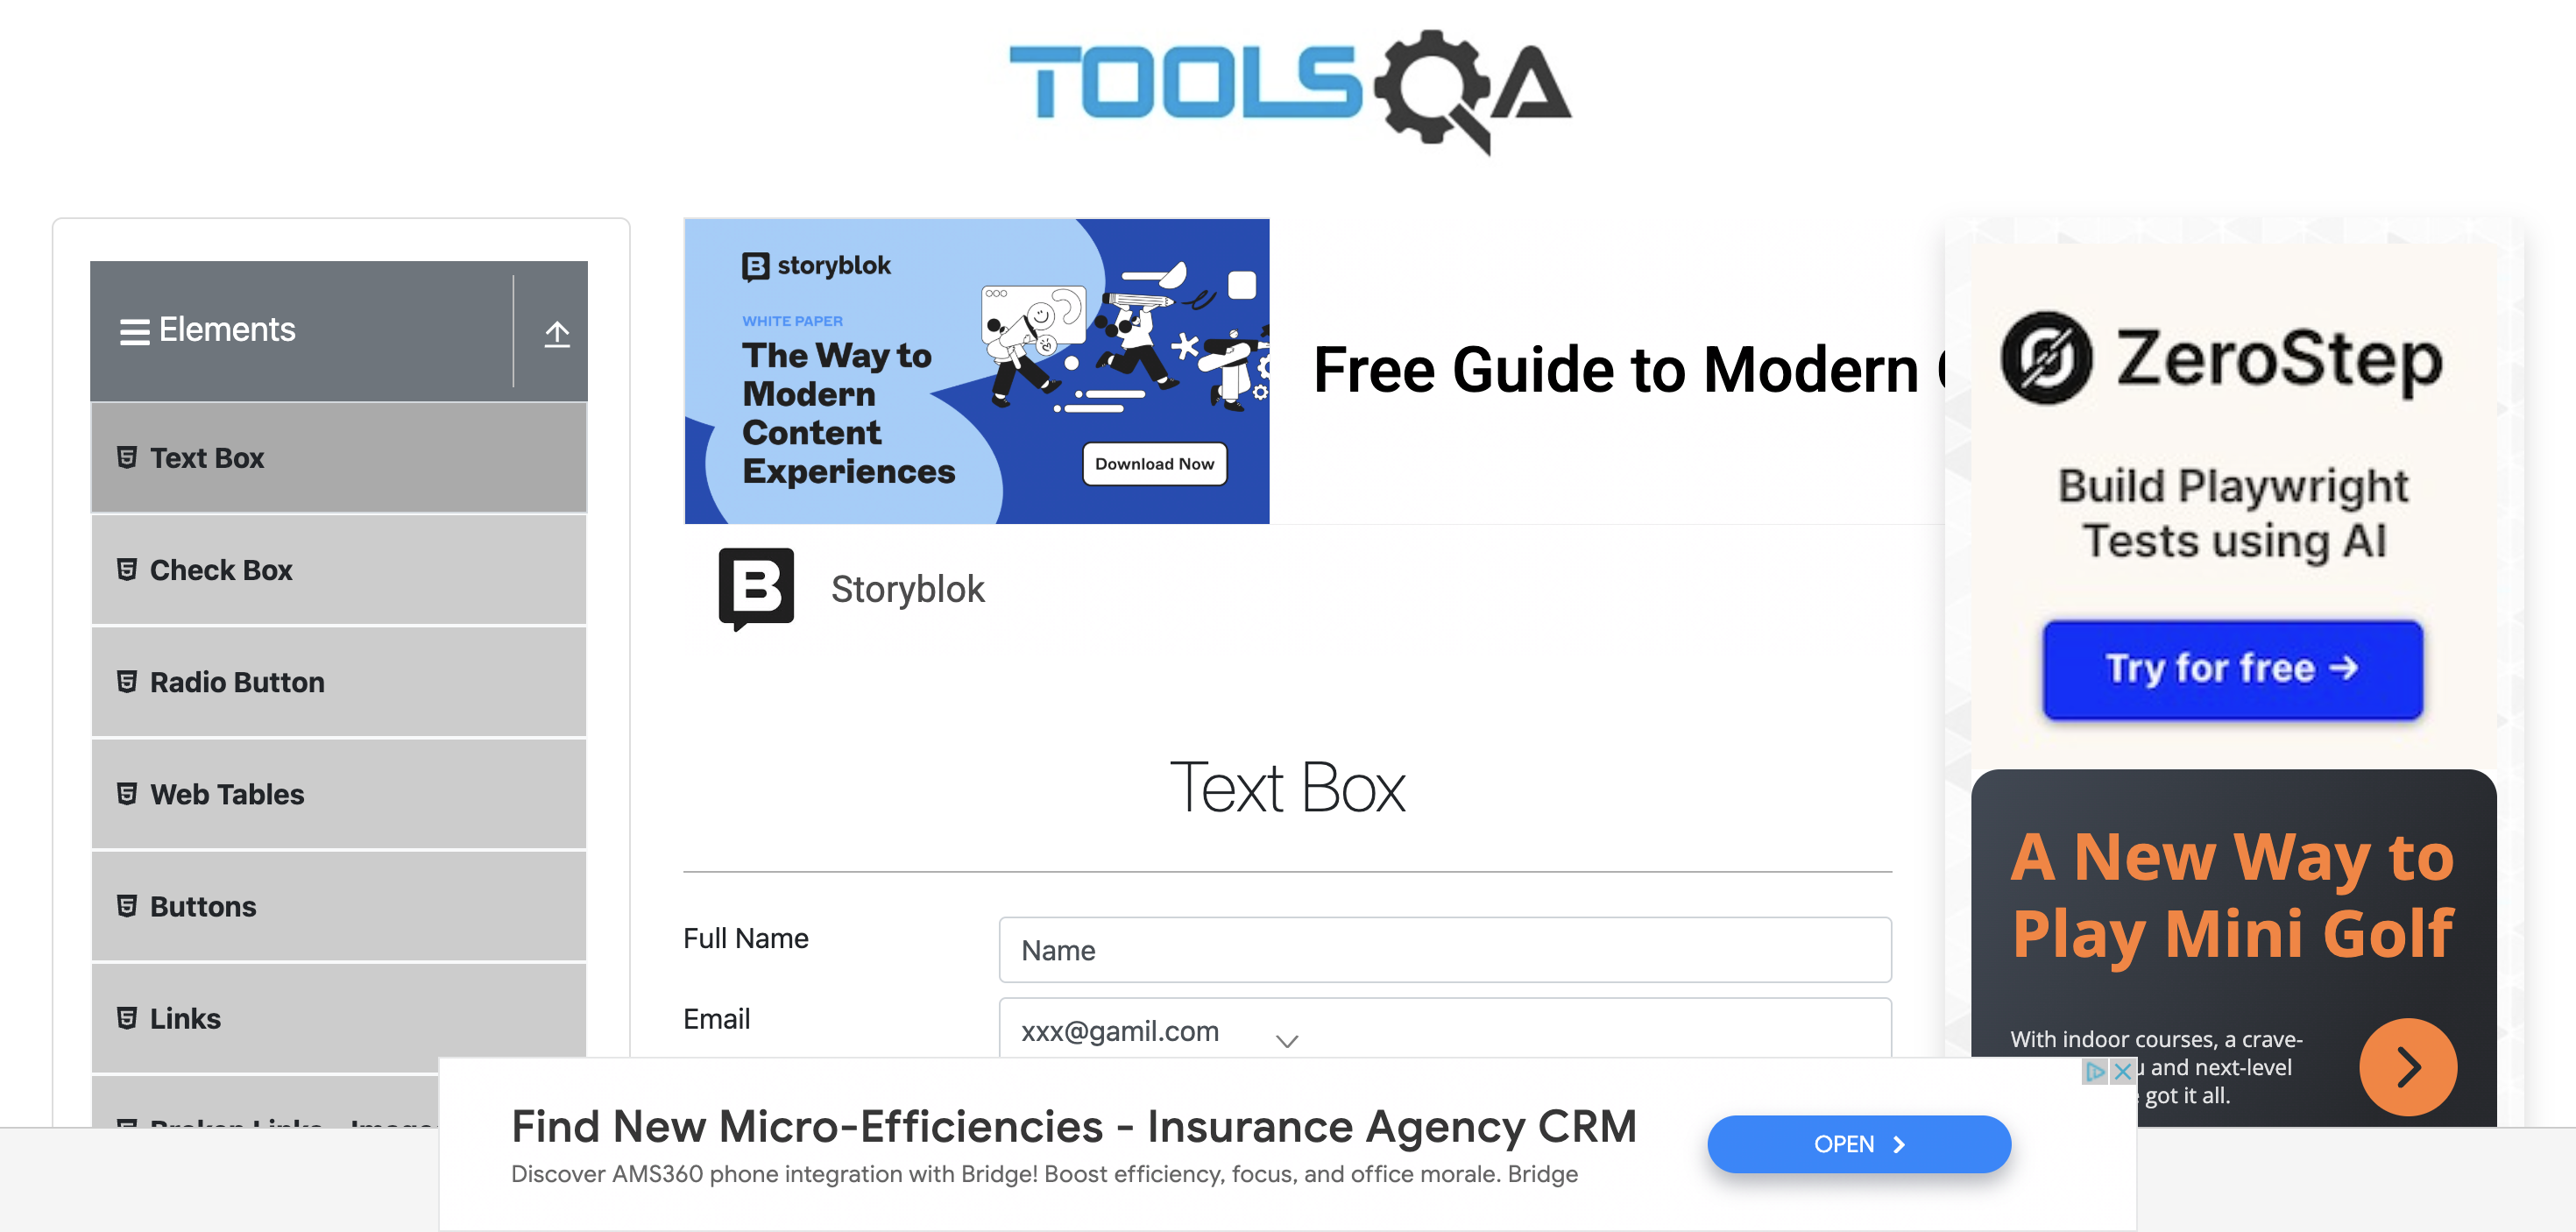 TOOLSQA
Elements
Text Box
Check Box
Radio Button
Web Tables
Buttons
Links
Broken Links - Images
storyblok
WHITE PAPER
The Way to
Modern
Content
Experiences
Download Now
Free Guide to Modern
Storyblok
Text Box
Full Name
Name
Email
xxx@gamil.com
ZeroStep
Build Playwright
Tests using AI
Try for free →
A New Way to
Play Mini Golf
With indoor courses, a crave-
and next-level
got it all.
Find New Micro-Efficiencies - Insurance Agency CRM
Discover AMS360 phone integration with Bridge! Boost efficiency, focus, and office morale. Bridge
OPEN